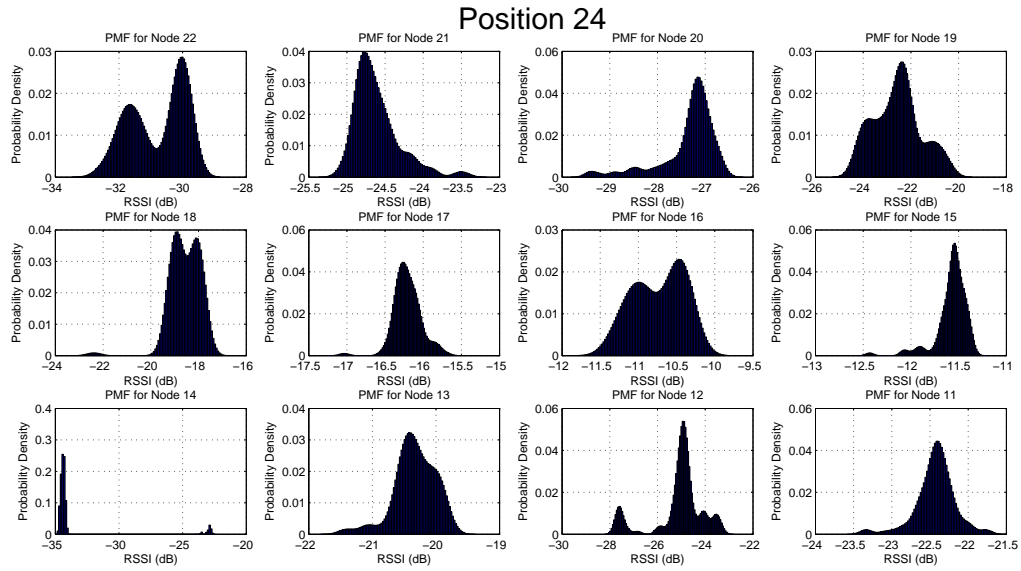 Position 24
PMF for Node 22
PMF for Node 21
PMF for Node 20
PMF for Node 19
0.03
0.02
0.01
0
Probability Density
−34 −32 −30 −28
RSSI (dB)
0.04
0.03
0.02
0.01
0
Probability Density
−25.5 −25 −24.5 −24 −23.5 −23
RSSI (dB)
0.06
0.04
0.02
0
Probability Density
−30 −29 −28 −27 −26
RSSI (dB)
0.03
0.02
0.01
0
Probability Density
−26 −24 −22 −20 −18
RSSI (dB)
PMF for Node 18
PMF for Node 17
PMF for Node 16
PMF for Node 15
0.04
0.03
0.02
0.01
0
Probability Density
−24 −22 −20 −18 −16
RSSI (dB)
0.06
0.04
0.02
0
Probability Density
−17.5 −17 −16.5 −16 −15.5 −15
RSSI (dB)
0.03
0.02
0.01
0
Probability Density
−12 −11.5 −11 −10.5 −10 −9.5
RSSI (dB)
0.06
0.04
0.02
0
Probability Density
−13 −12.5 −12 −11.5 −11
RSSI (dB)
PMF for Node 14
PMF for Node 13
PMF for Node 12
PMF for Node 11
0.4
0.3
0.2
0.1
0
Probability Density
−35 −30 −25 −20
RSSI (dB)
0.04
0.03
0.02
0.01
0
Probability Density
−22 −21 −20 −19
RSSI (dB)
0.06
0.04
0.02
0
Probability Density
−30 −28 −26 −24 −22
RSSI (dB)
0.06
0.04
0.02
0
Probability Density
−24 −23.5 −23 −22.5 −22 −21.5
RSSI (dB)